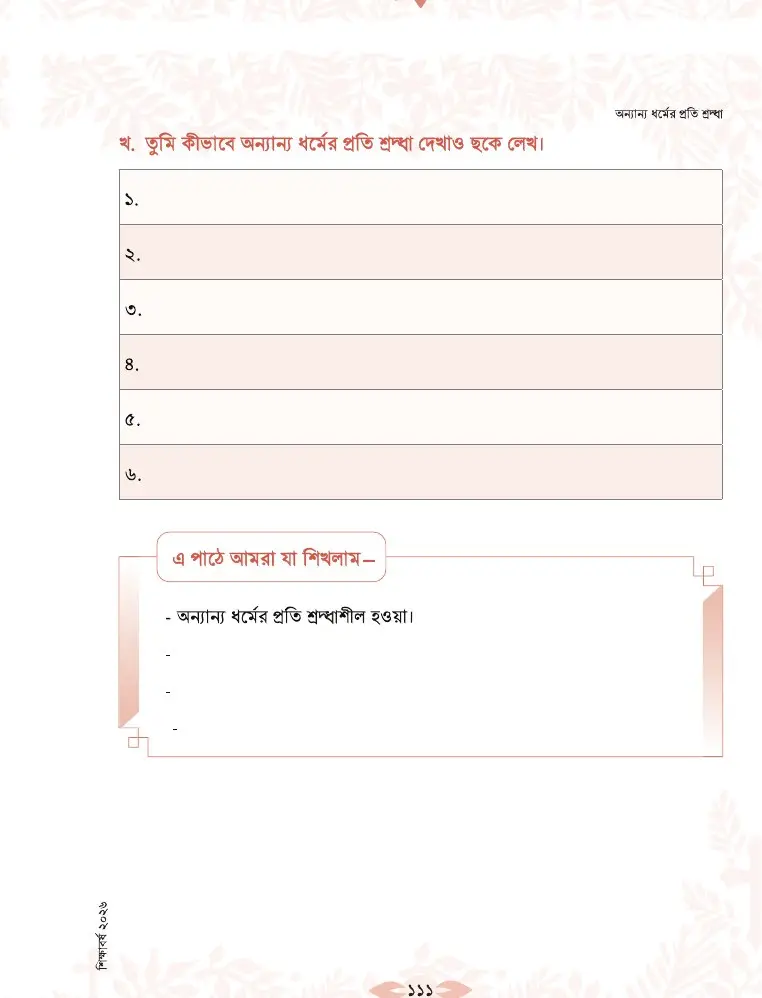 অন্যান্য ধর্মের প্রতি শ্রদ্ধা
খ. তুমি কীভাবে অন্যান্য ধর্মের প্রতি শ্রদ্ধা দেখাও ছকে লেখ।
১.
২.
৩.
৪.
৫.
৬.
এ পাঠে আমরা যা শিখলাম–
- অন্যান্য ধর্মের প্রতি শ্রদ্ধাশীল হওয়া।
-
-
-
শিক্ষাবর্ষ ২০২৬
১১১